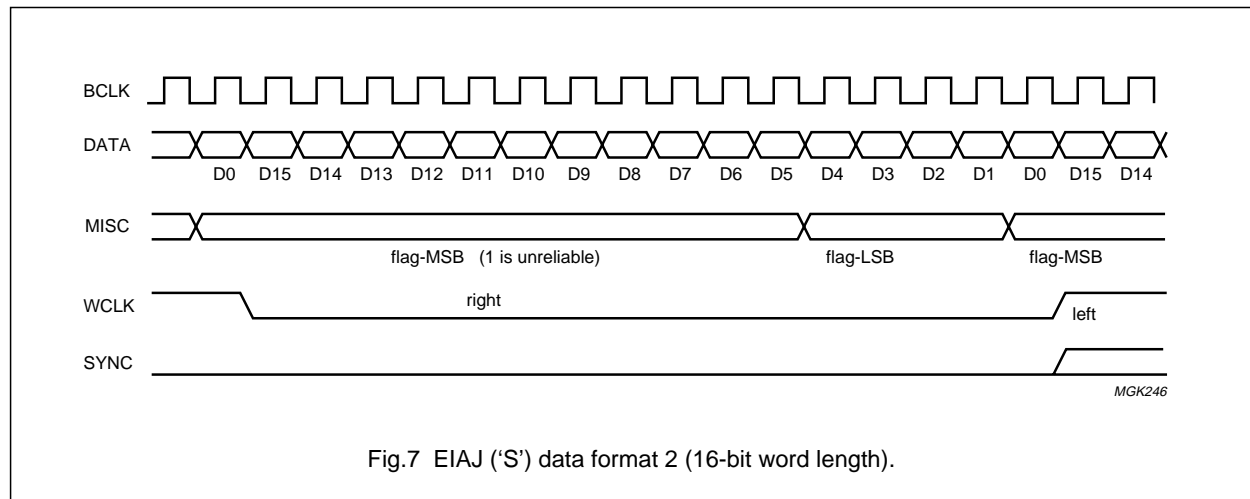 BCLK
DATA
D0 D15 D14 D13 D12 D11 D10 D9 D8 D7 D6 D5 D4 D3 D2 D1 D0 D15 D14
MISC
flag-MSB (1 is unreliable) flag-LSB flag-MSB
WCLK right left
SYNC
MGK246
Fig.7 EIAJ (‘S’) data format 2 (16-bit word length).